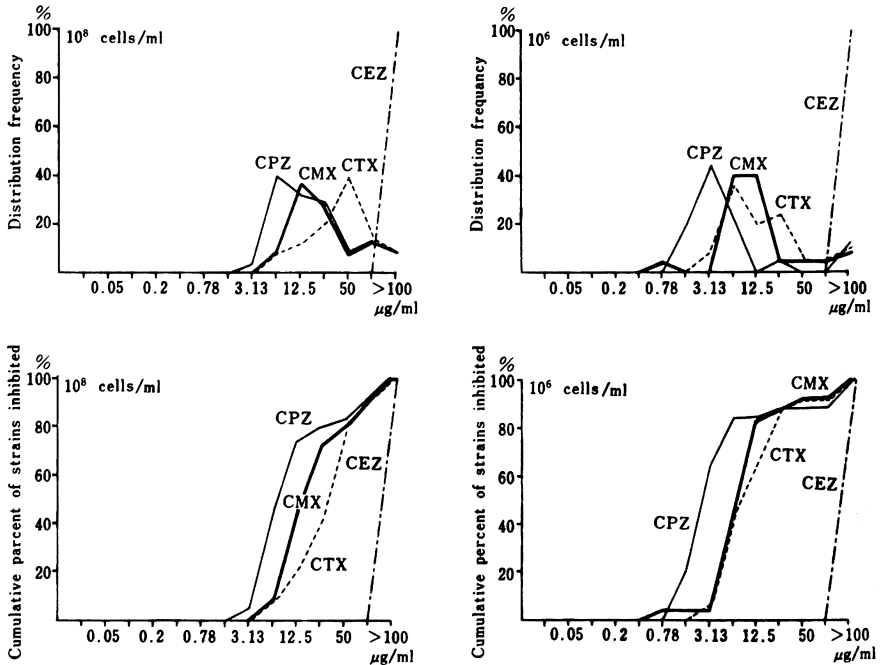 %
Distribution frequency
10⁸ cells/ml
100
80
60
40
20
CEZ
CPZ
CMX
CTX
0.05 0.2 0.78 3.13 12.5 50 >100
μg/ml
%
Distribution frequancy
10⁶ cells/ml
100
80
60
40
20
CEZ
CPZ
CMX
CTX
0.05 0.2 0.78 3.13 12.5 50 >100
μg/ml
%
Cumulative parcent of strains inhibited
10⁸ cells/ml
100
80
60
40
20
CPZ
CEZ
CMX
CTX
0.05 0.2 0.78 3.13 12.5 50 >100
μg/ml
%
Cumulative percent of strains inhibited
10⁶ cells/ml
100
80
60
40
20
CMX
CTX
CEZ
CPZ
0.05 0.2 0.78 3.13 12.5 50 >100
μg/ml